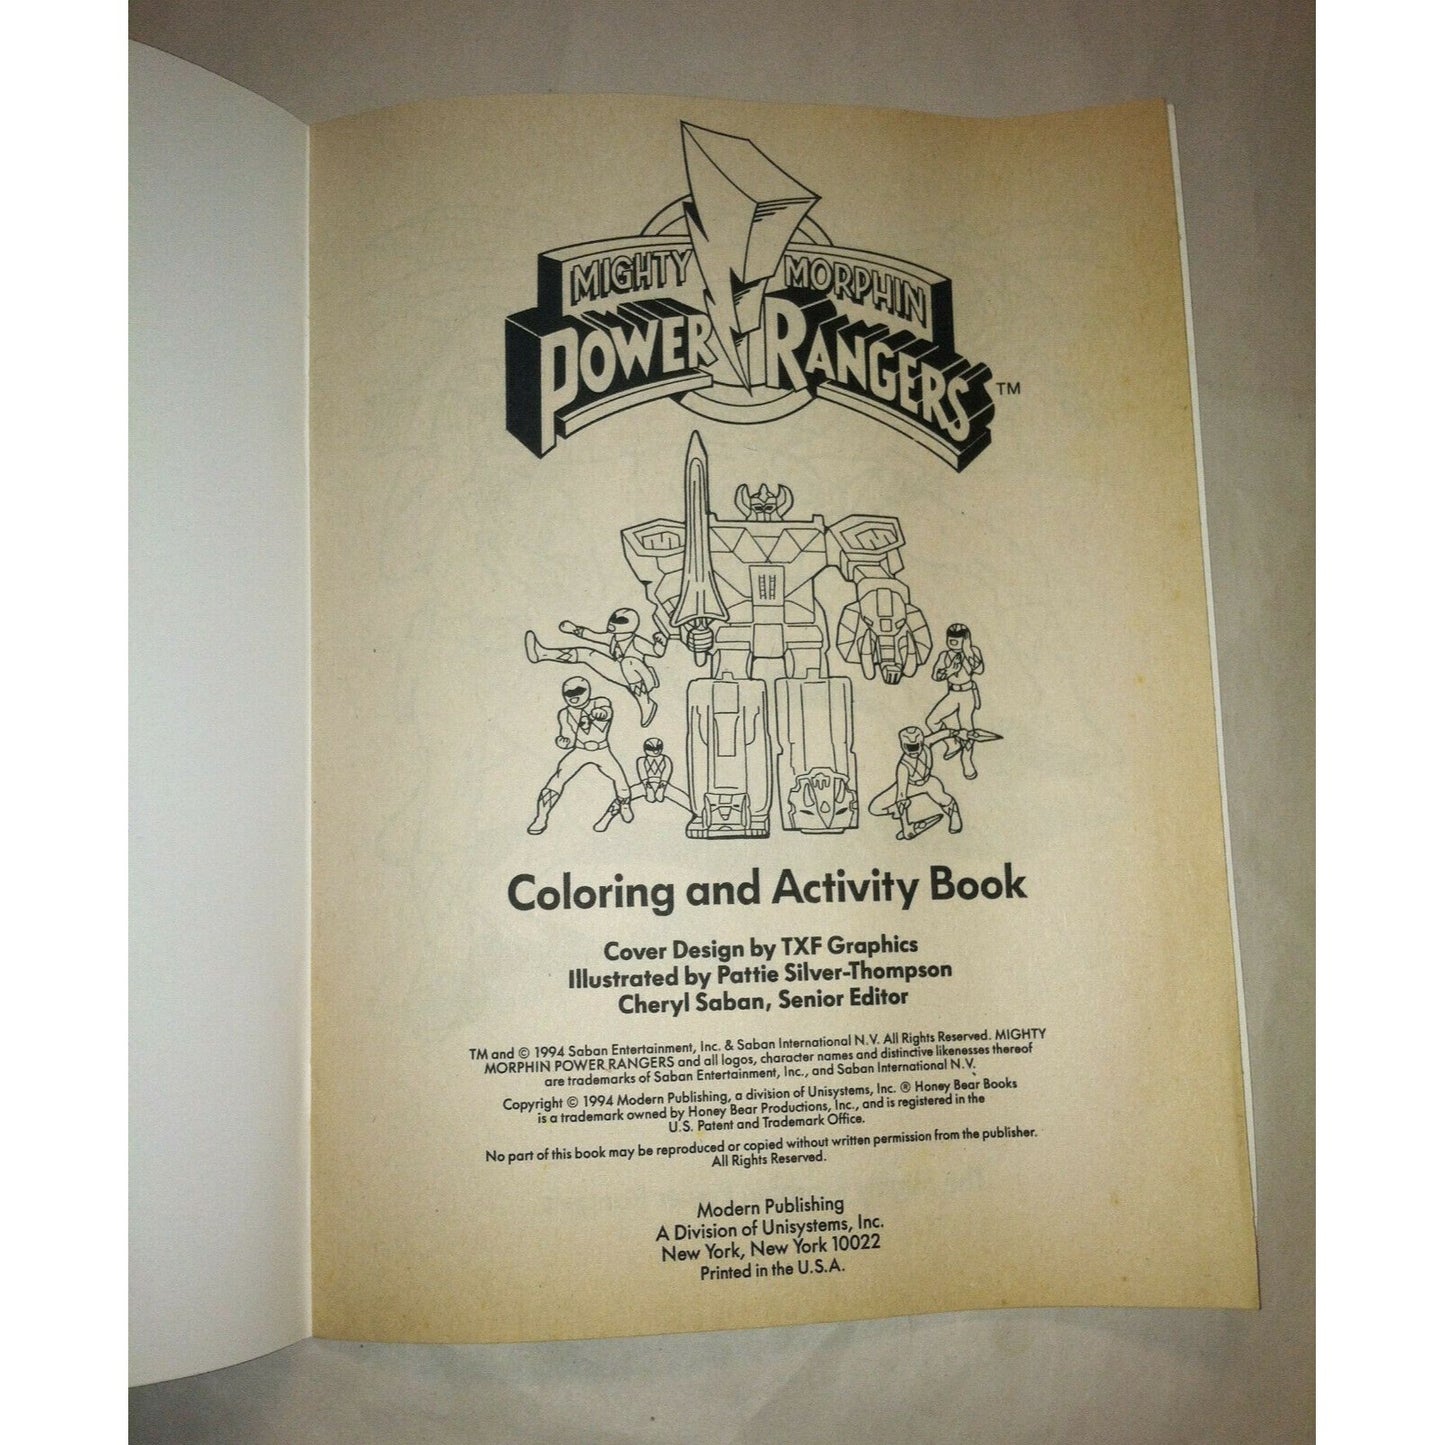 MIGHTY MORPHIN
POWER RANGERS TM
Coloring and Activity Book
Cover Design by TXF Graphics
Illustrated by Pattie Silver-Thompson
Cheryl Saban, Senior Editor
TM and © 1994 Saban Entertainment, Inc. & Saban International N.V. All Rights Reserved. MIGHTY
MORPHIN POWER RANGERS and all logos, character names and distinctive likenesses thereof
are trademarks of Saban Entertainment, Inc., and Saban International N.V.
Copyright © 1994 Modern Publishing, a division of Unisystems, Inc. ® Honey Bear Books
is a trademark owned by Honey Bear Productions, Inc., and is registered in the
U.S. Patent and Trademark Office.
No part of this book may be reproduced or copied without written permission from the publisher.
All Rights Reserved.
Modern Publishing
A Division of Unisystems, Inc.
New York, New York 10022
Printed in the U.S.A.